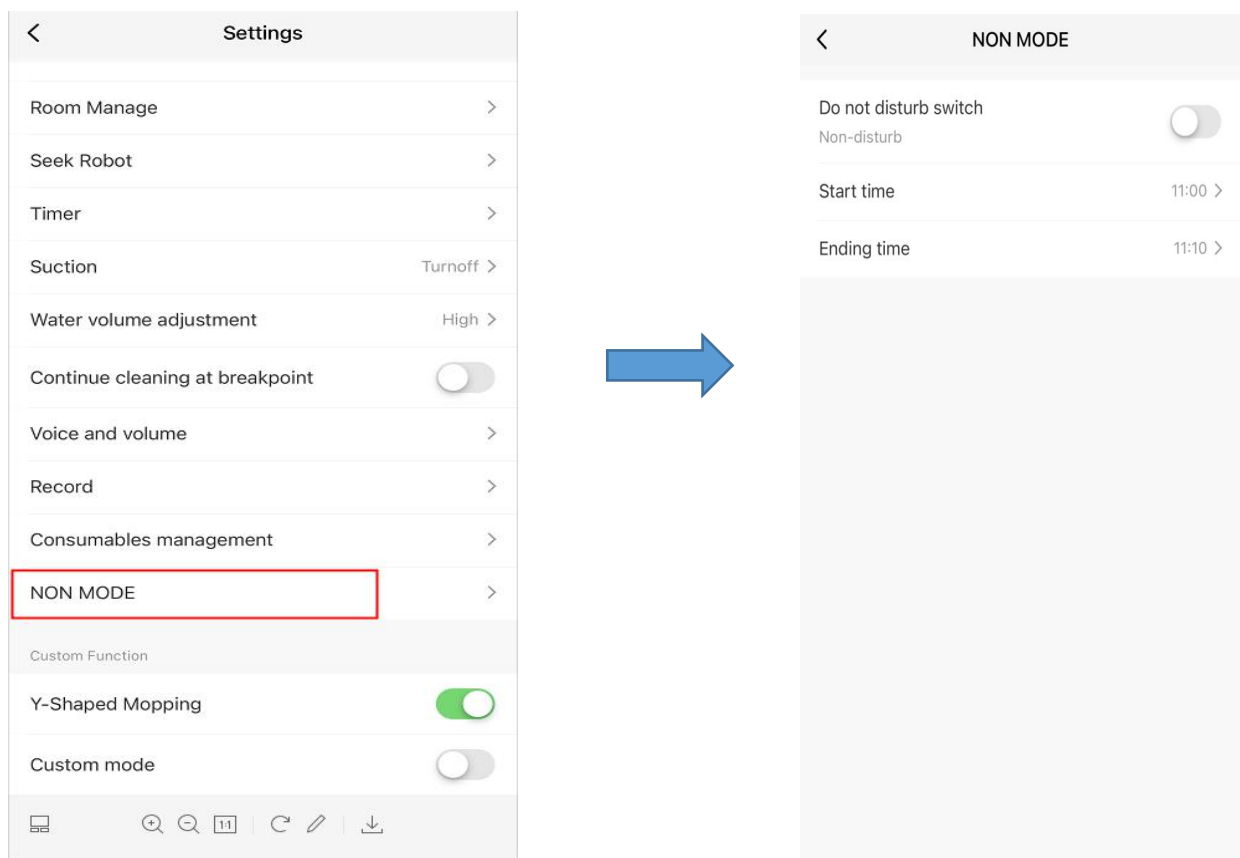 Settings
Room Manage
Seek Robot
Timer
Suction Turnoff
Water volume adjustment High
Continue cleaning at breakpoint
Voice and volume
Record
Consumables management
NON MODE
Custom Function
Y-Shaped Mopping
Custom mode
1:1
NON MODE
Do not disturb switch
Non-disturb
Start time 11:00
Ending time 11:10